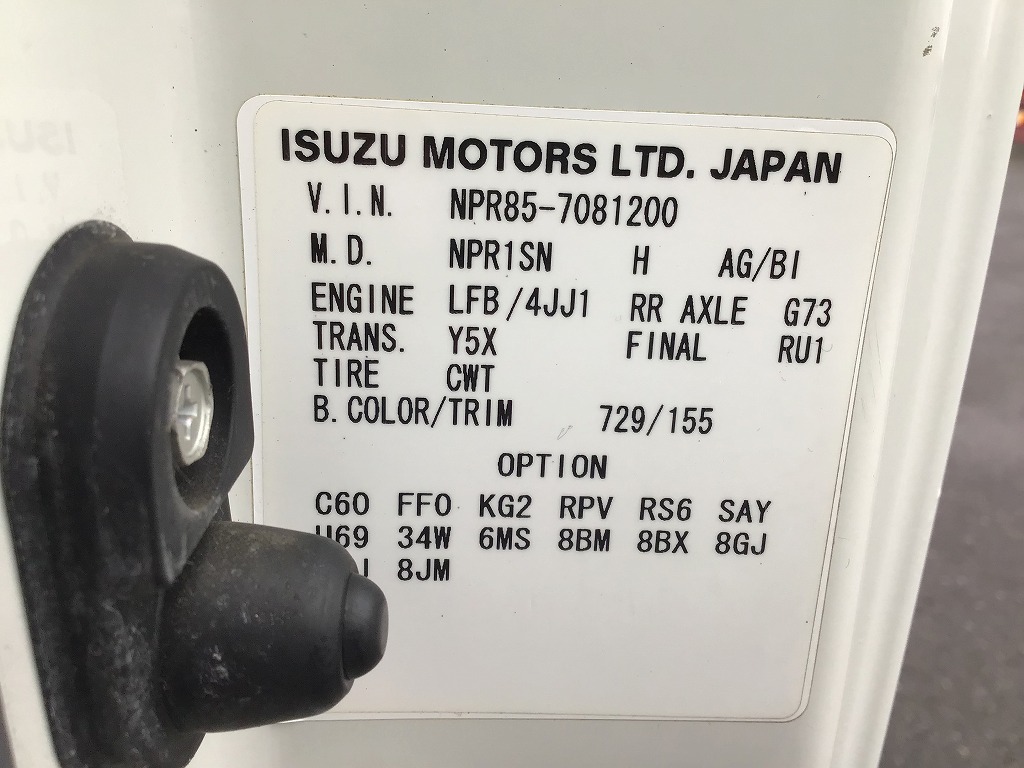 ISUZU MOTORS LTD. JAPAN
V.I.N. NPR85-7081200
M.D. NPR1SN H AG/BI
ENGINE LFB/4JJ1 RR AXLE G73
TRANS. Y5X FINAL RU1
TIRE CWT
B.COLOR/TRIM 729/155
OPTION
C60 FF0 KG2 RPV RS6 SAY
34W 6MS 8BM 8BX 8GJ
8JM